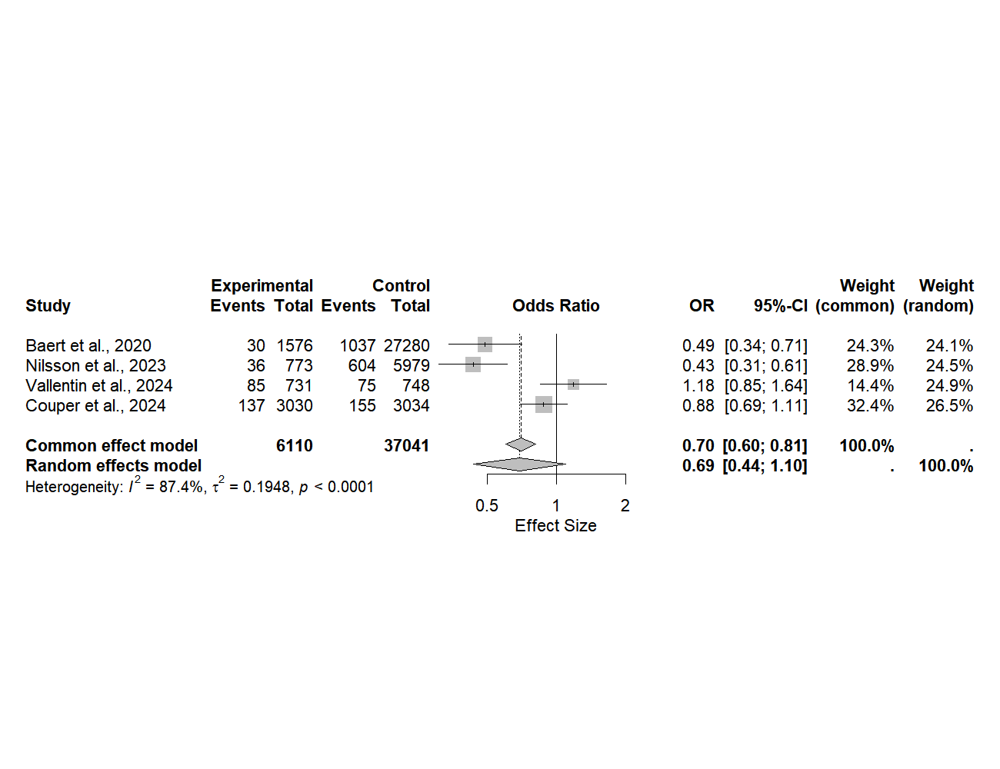 Experimental Control Weight Weight
Study Events Total Events Total Odds Ratio OR 95%-CI (common) (random)
Baert et al., 2020 30 1576 1037 27280 0.49 [0.34; 0.71] 24.3% 24.1%
Nilsson et al., 2023 36 773 604 5979 0.43 [0.31; 0.61] 28.9% 24.5%
Vallentin et al., 2024 85 731 75 748 1.18 [0.85; 1.64] 14.4% 24.9%
Couper et al., 2024 137 3030 155 3034 0.88 [0.69; 1.11] 32.4% 26.5%
Common effect model 6110 37041 0.70 [0.60; 0.81] 100.0% .
Random effects model 0.69 [0.44; 1.10] . 100.0%
Heterogeneity: I² = 87.4%, τ² = 0.1948, p < 0.0001
0.5 1 2
Effect Size